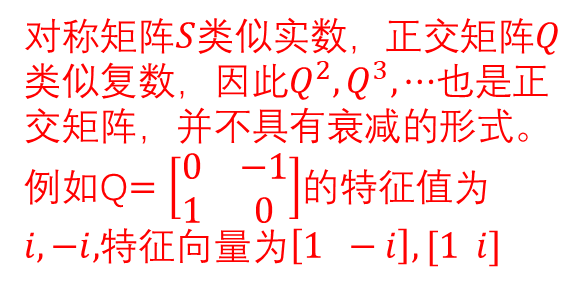 对称矩阵S类似实数，正交矩阵Q
类似复数，因此Q², Q³, ⋯也是正
交矩阵，并不具有衰减的形式。
例如Q= [0 −1; 1 0]的特征值为
i, −i,特征向量为[1 −i], [1 i]